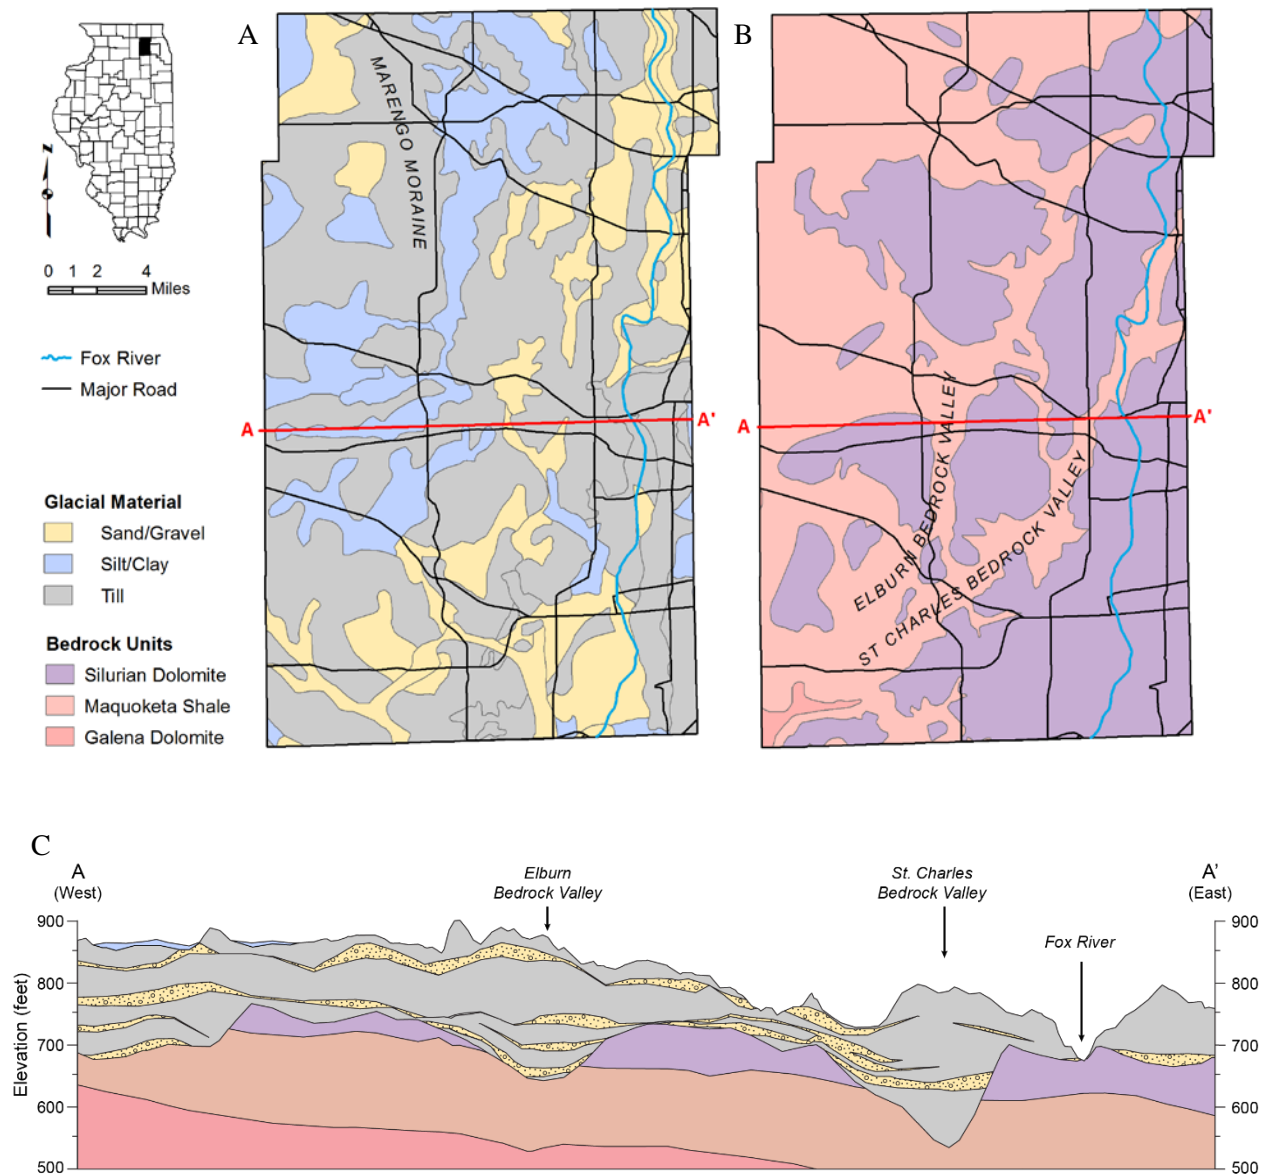 A
B
MARENGO MORAINE
N
0 1 2 4
Miles
Fox River
Major Road
A
A'
A
A'
ELBURN BEDROCK VALLEY
ST CHARLES BEDROCK VALLEY
Glacial Material
Sand/Gravel
Silt/Clay
Till
Bedrock Units
Silurian Dolomite
Maquoketa Shale
Galena Dolomite
C
A
(West)
Elburn
Bedrock Valley
St. Charles
Bedrock Valley
Fox River
A'
(East)
Elevation (feet)
900
800
700
600
500
900
800
700
600
500